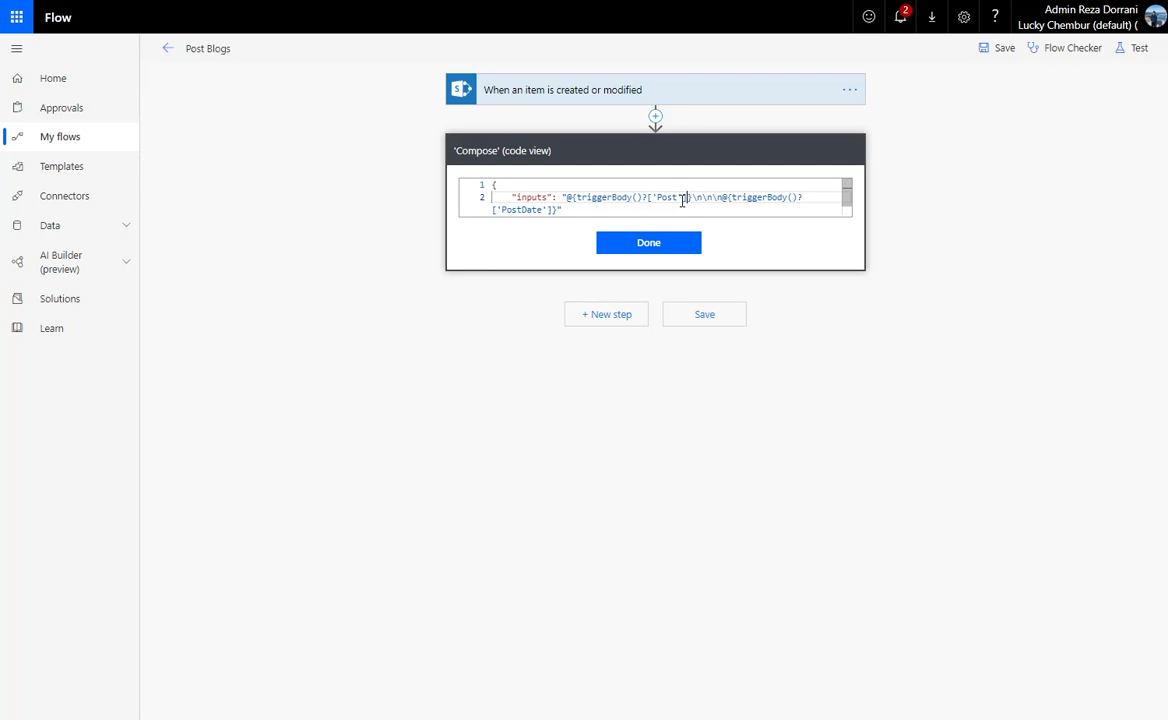 Flow
2
?
Admin Reza Dorrani
Lucky Chembur (default) (
Post Blogs
Save
Flow Checker
Test
Home
Approvals
My flows
Templates
Connectors
Data
AI Builder
(preview)
Solutions
Learn
When an item is created or modified
...
'Compose' (code view)
1 {
2 "inputs": "@{triggerBody()?['Post']}\n\n\n@{triggerBody()?
['PostDate']}"
Done
+ New step
Save